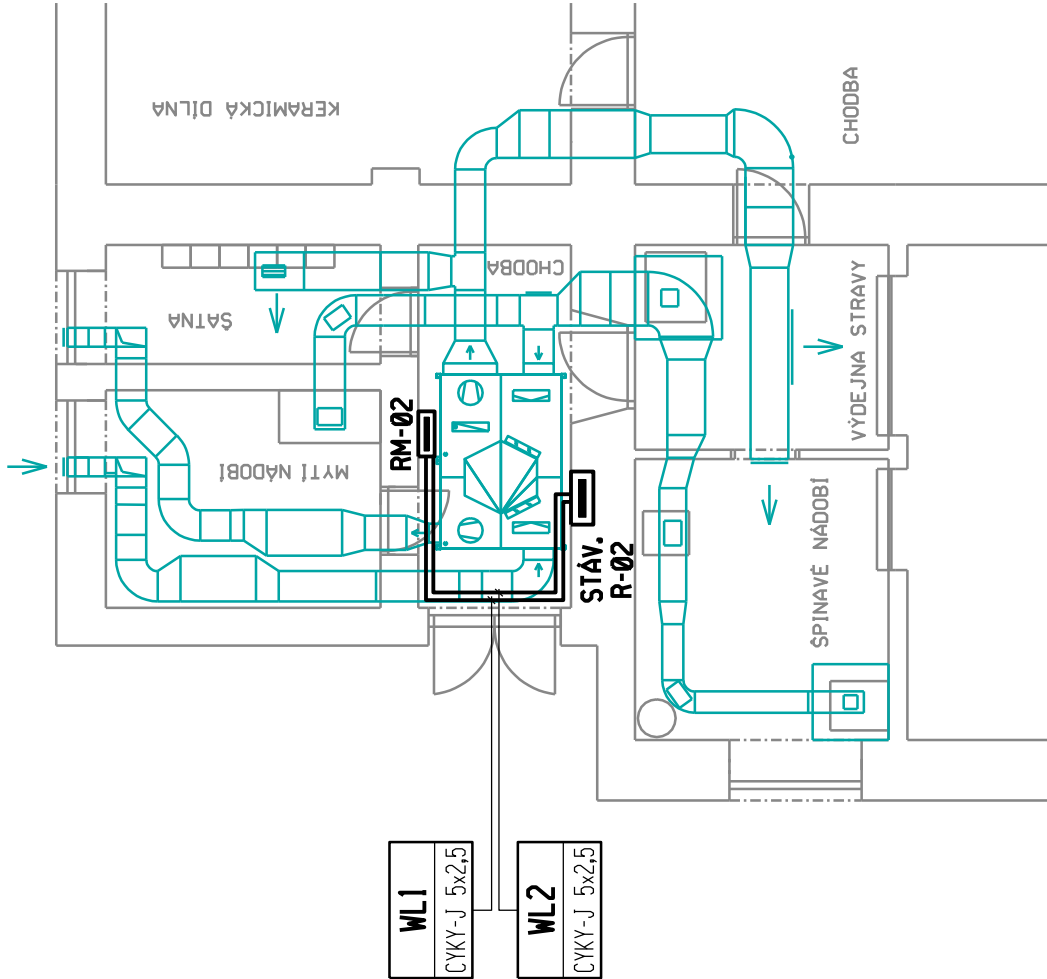 KERAMICKÁ DÍLNA
CHODBA
CHODBA
ŠATNA
VÝDEJNA STRAVY
RM-02
MYTÍ NÁDOBÍ
STÁV.
R-02
ŠPINAVÉ NÁDOBÍ
WL1
CYKY-J 5x2,5
WL2
CYKY-J 5x2,5